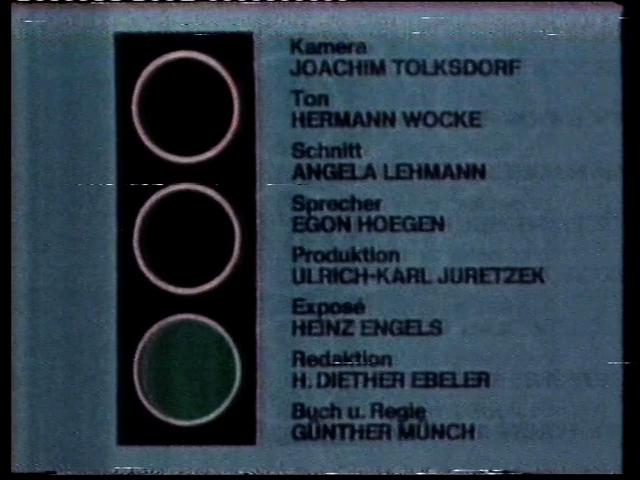 Kamera
JOACHIM TOLKSDORF
Ton
HERMANN WOCKE
Schnitt
ANGELA LEHMANN
Sprecher
EGON HOEGEN
Produktion
ULRICH-KARL JURETZEK
Exposé
HEINZ ENGELS
Redaktion
H. DIETHER EBELER
Buch u. Regie
GÜNTHER MÜNCH